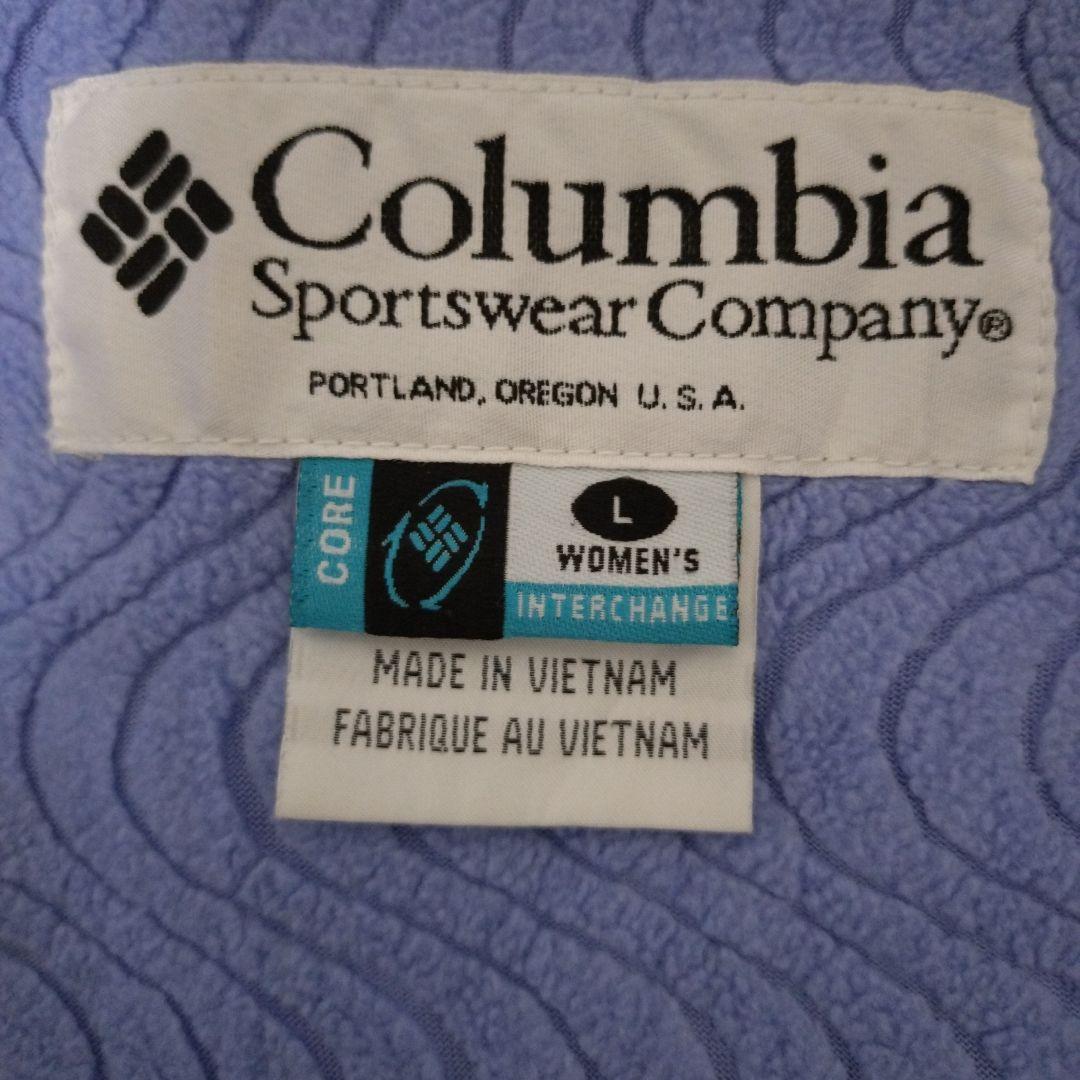 Columbia
Sportswear Company®
PORTLAND, OREGON U.S.A.
CORE
L
WOMEN'S
INTERCHANGE
MADE IN VIETNAM
FABRIQUE AU VIETNAM